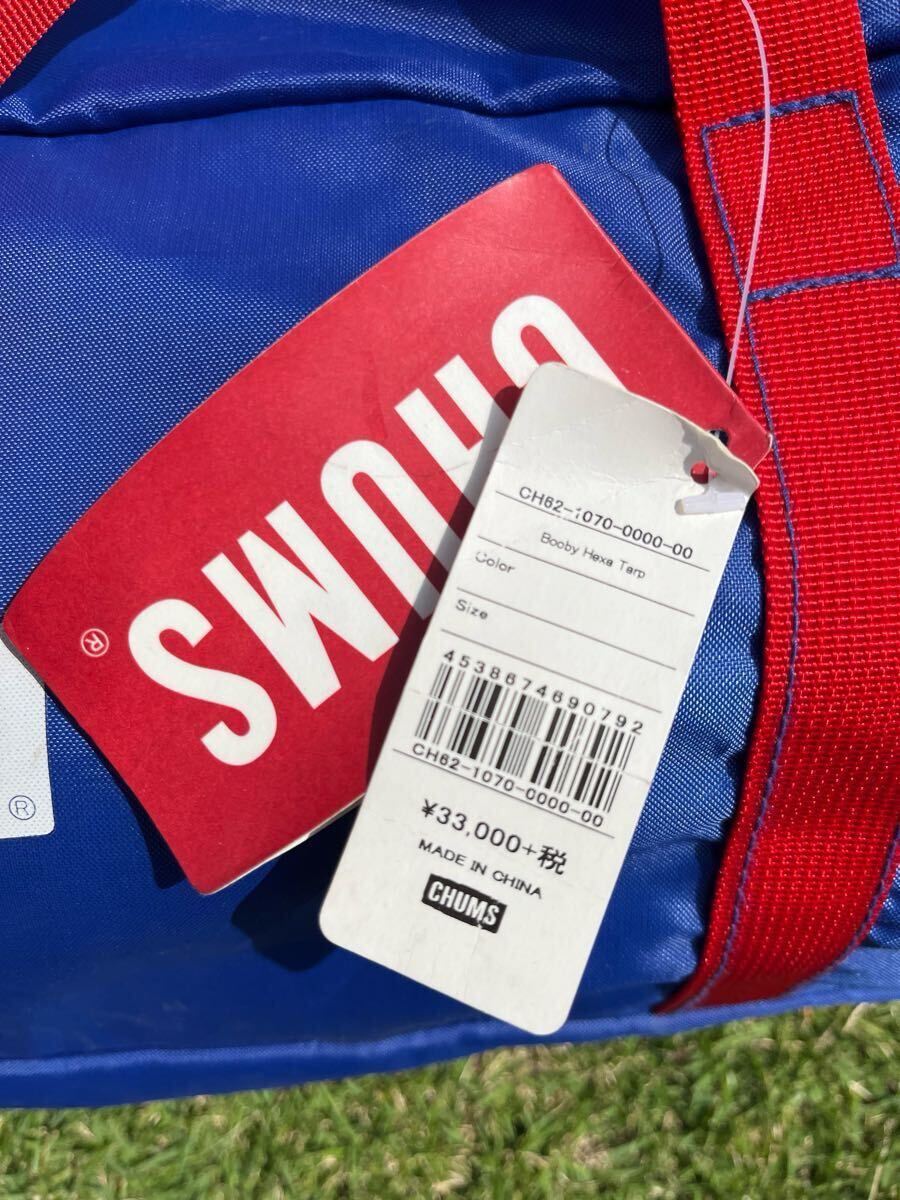 CHUMS
®
®
CH62-1070-0000-00
Booby Hexa Tarp
Color
Size
4538674690792
CH62-1070-0000-00
¥33,000+税
MADE IN CHINA
CHUMS